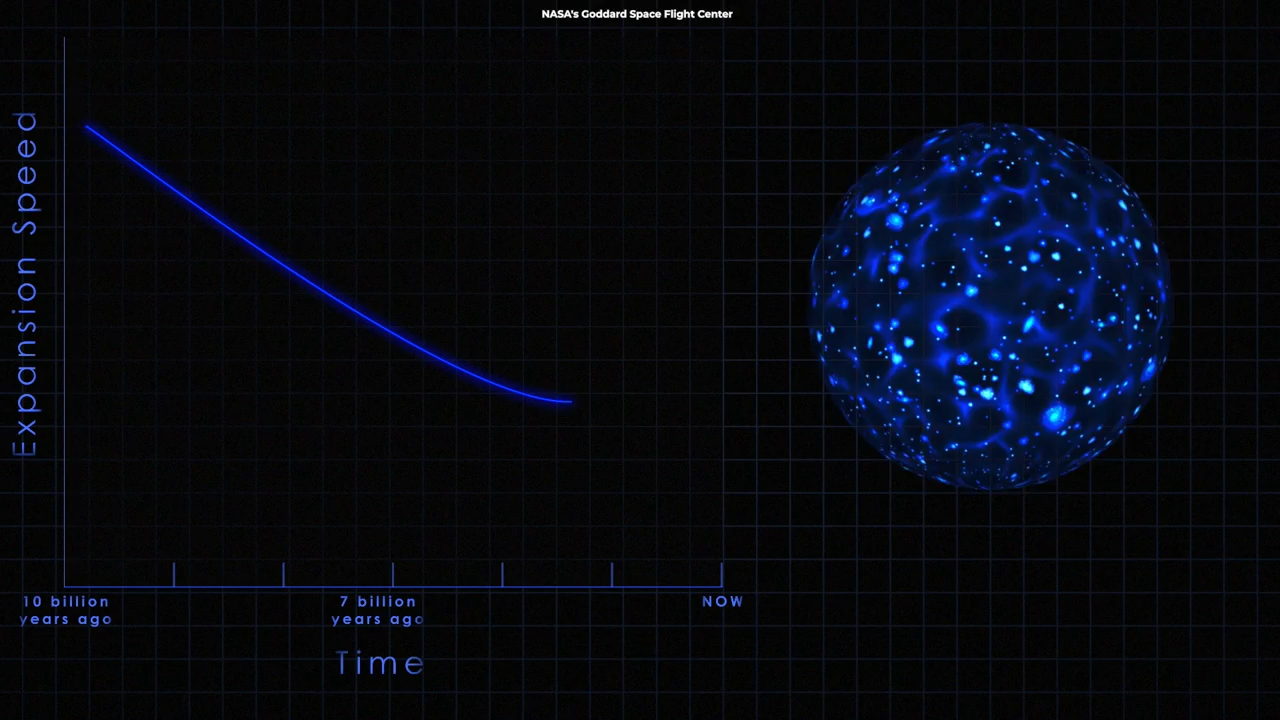 NASA's Goddard Space Flight Center
Expansion Speed
10 billion
years ago
7 billion
years ago
NOW
Time